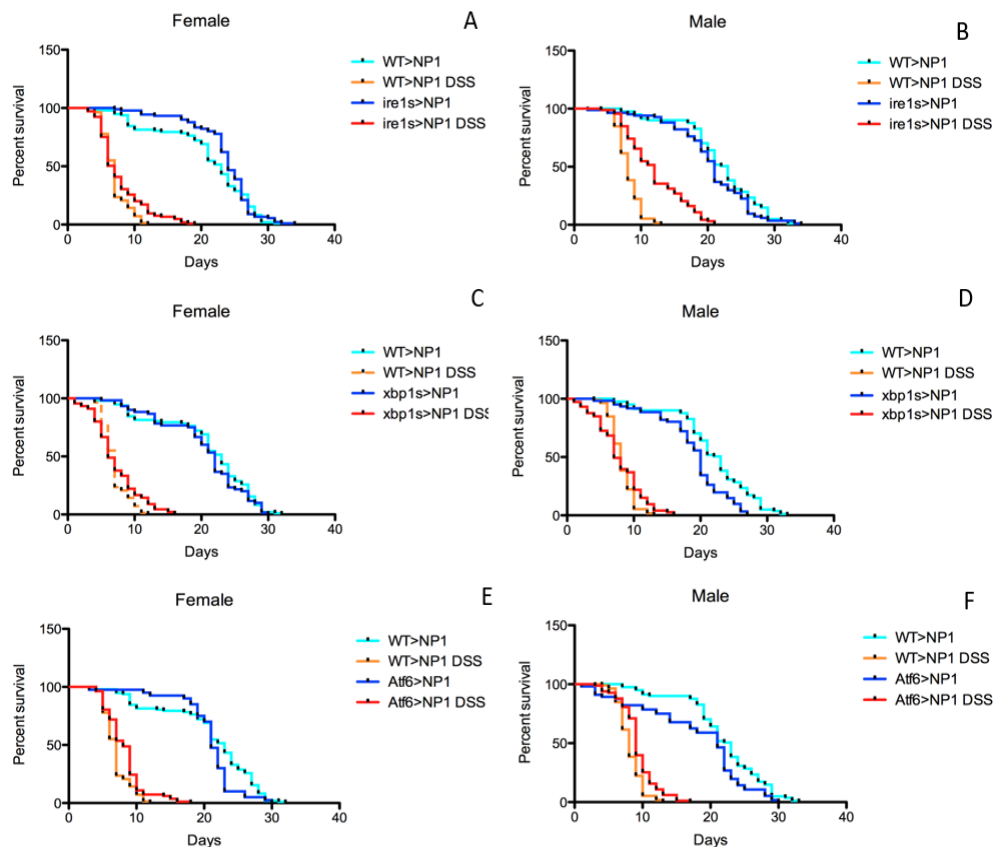 Female
A
WT>NP1
WT>NP1 DSS
ire1s>NP1
ire1s>NP1 DSS
Percent survival
150
100
50
0
0 10 20 30 40
Days
Male
B
WT>NP1
WT>NP1 DSS
ire1s>NP1
ire1s>NP1 DSS
Percent survival
150
100
50
0
0 10 20 30 40
Days
Female
C
WT>NP1
WT>NP1 DSS
xbp1s>NP1
xbp1s>NP1 DSS
Percent survival
150
100
50
0
0 10 20 30 40
Days
Male
D
WT>NP1
WT>NP1 DSS
xbp1s>NP1
xbp1s>NP1 DSS
Percent survival
150
100
50
0
0 10 20 30 40
Days
Female
E
WT>NP1
WT>NP1 DSS
Atf6>NP1
Atf6>NP1 DSS
Percent survival
150
100
50
0
0 10 20 30 40
Days
Male
F
WT>NP1
WT>NP1 DSS
Atf6>NP1
Atf6>NP1 DSS
Percent survival
150
100
50
0
0 10 20 30 40
Days